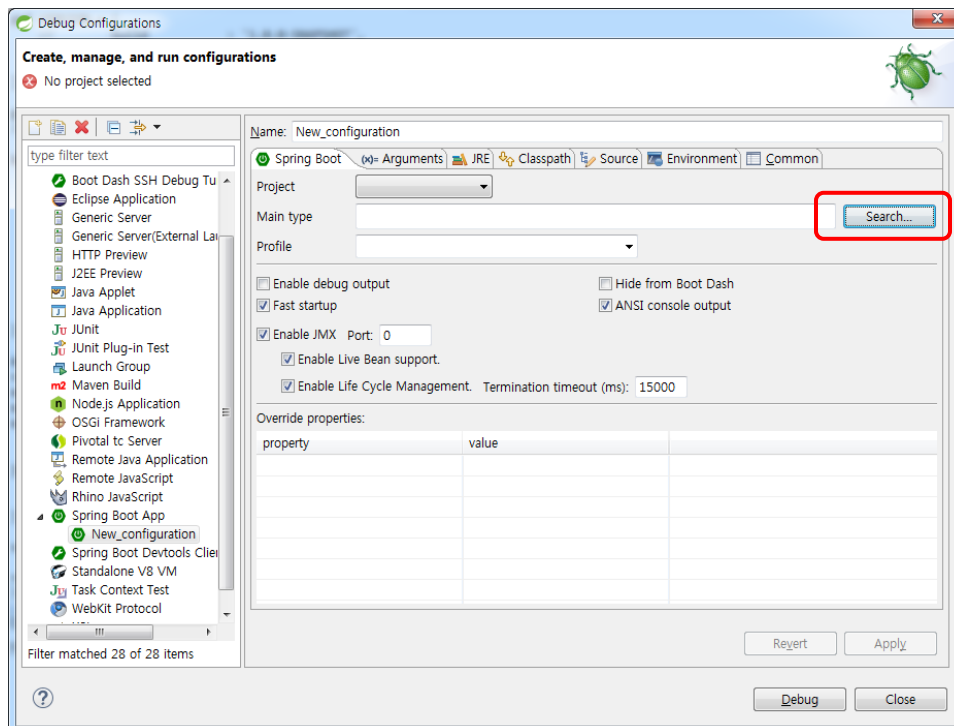 Debug Configurations
Create, manage, and run configurations
No project selected
type filter text
Boot Dash SSH Debug Tu
Eclipse Application
Generic Server
Generic Server(External Lau
HTTP Preview
J2EE Preview
Java Applet
Java Application
JUnit
JUnit Plug-in Test
Launch Group
Maven Build
Node.js Application
OSGi Framework
Pivotal tc Server
Remote Java Application
Remote JavaScript
Rhino JavaScript
Spring Boot App
New_configuration
Spring Boot Devtools Clier
Standalone V8 VM
Task Context Test
WebKit Protocol
Filter matched 28 of 28 items
Name: New_configuration
Spring Boot (x)= Arguments JRE Classpath Source Environment Common
Project
Main type Search...
Profile
Enable debug output Hide from Boot Dash
Fast startup ANSI console output
Enable JMX Port: 0
Enable Live Bean support.
Enable Life Cycle Management. Termination timeout (ms): 15000
Override properties:
property value
Revert Apply
Debug Close